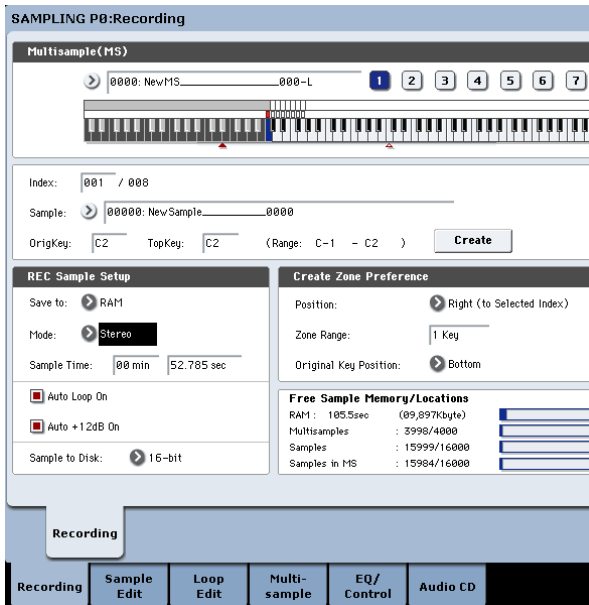 SAMPLING P0:Recording
Multisample(MS)
0000: NewMS_____________000-L
1 2 3 4 5 6 7
Index: 001 / 008
Sample: 00000: NewSample_________0000
OrigKey: C2 TopKey: C2 (Range: C-1 - C2 ) Create
REC Sample Setup
Save to: RAM
Mode: Stereo
Sample Time: 00 min 52.785 sec
Auto Loop On
Auto +12dB On
Sample to Disk: 16-bit
Create Zone Preference
Position: Right (to Selected Index)
Zone Range: 1 Key
Original Key Position: Bottom
Free Sample Memory/Locations
RAM : 105.5sec (09,897Kbyte)
Multisamples : 3998/4000
Samples : 15999/16000
Samples in MS : 15984/16000
Recording
Recording
Sample Edit
Loop Edit
Multi-sample
EQ/Control
Audio CD